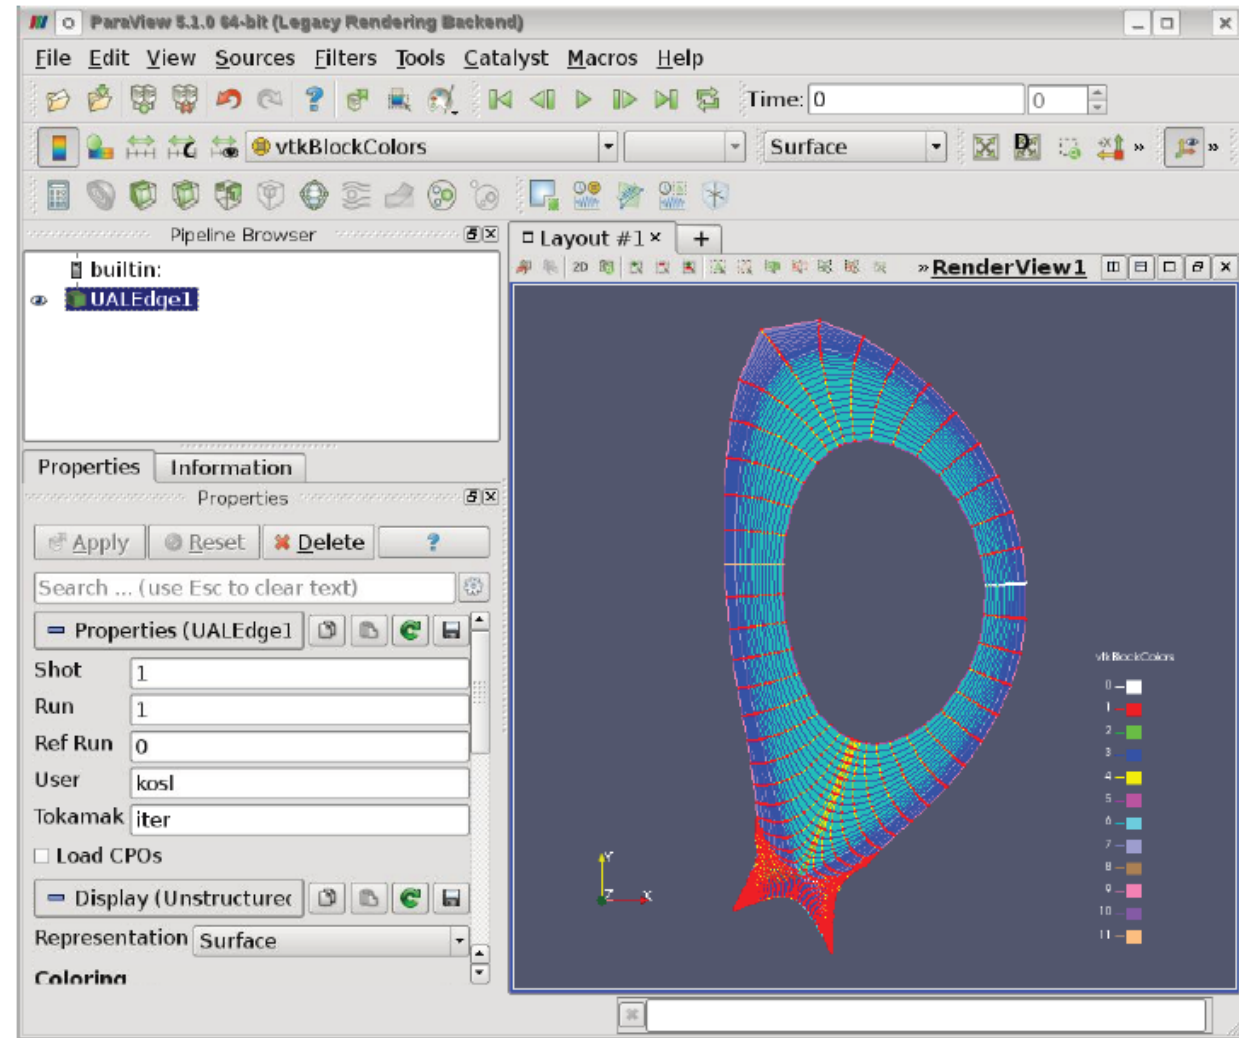 ParaView 5.1.0 64-bit (Legacy Rendering Backend)
File Edit View Sources Filters Tools Catalyst Macros Help
Time: 0 0
vtkBlockColors Surface
Pipeline Browser
Layout #1
builtin:
2D » RenderView1
UALEdge1
Properties Information
Properties
Apply Reset Delete ?
Search ... (use Esc to clear text)
Properties (UALEdge1
Shot 1
Run 1
Ref Run 0
User kosl
Tokamak iter
Load CPOs
Display (Unstructurec
Representation Surface
Coloring
Y
Z X
vtkBlockColors
0
1
2
3
4
5
6
7
8
9
10
11